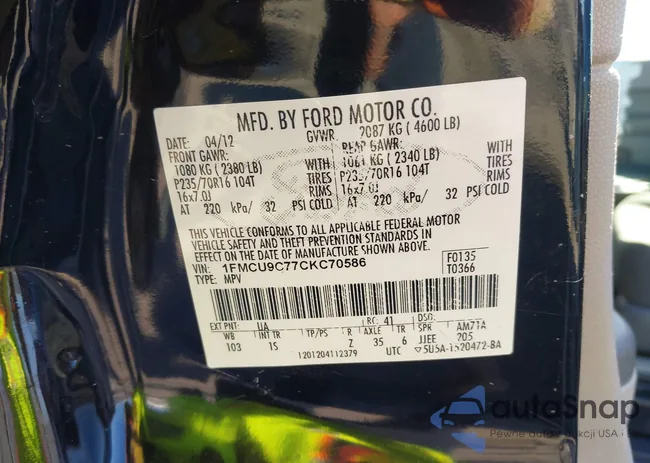 MFD. BY FORD MOTOR CO.
DATE: 04/12 GVWR: 2087 KG ( 4600 LB)
FRONT GAWR: REAR GAWR:
1080 KG ( 2380 LB) WITH 1061 KG ( 2340 LB) WITH
P235/70R16 104T TIRES P235/70R16 104T TIRES
16x7.0J RIMS 16x7.0J RIMS
AT 220 kPa/ 32 PSI COLD AT 220 kPa/ 32 PSI COLD
THIS VEHICLE CONFORMS TO ALL APPLICABLE FEDERAL MOTOR
VEHICLE SAFETY AND THEFT PREVENTION STANDARDS IN
EFFECT ON THE DATE OF MANUFACTURE SHOWN ABOVE.
VIN: 1FMCU9C77CKC70586 F0135
TYPE: MPV T0366
EXT PNT: UA RC: 41 DSO:
WB INT TR TP/PS R AXLE TR SPR AM71A
103 1S Z 35 6 JJEE 205
1201204112379 UTC 5U5A-1520472-BA
autoSnap